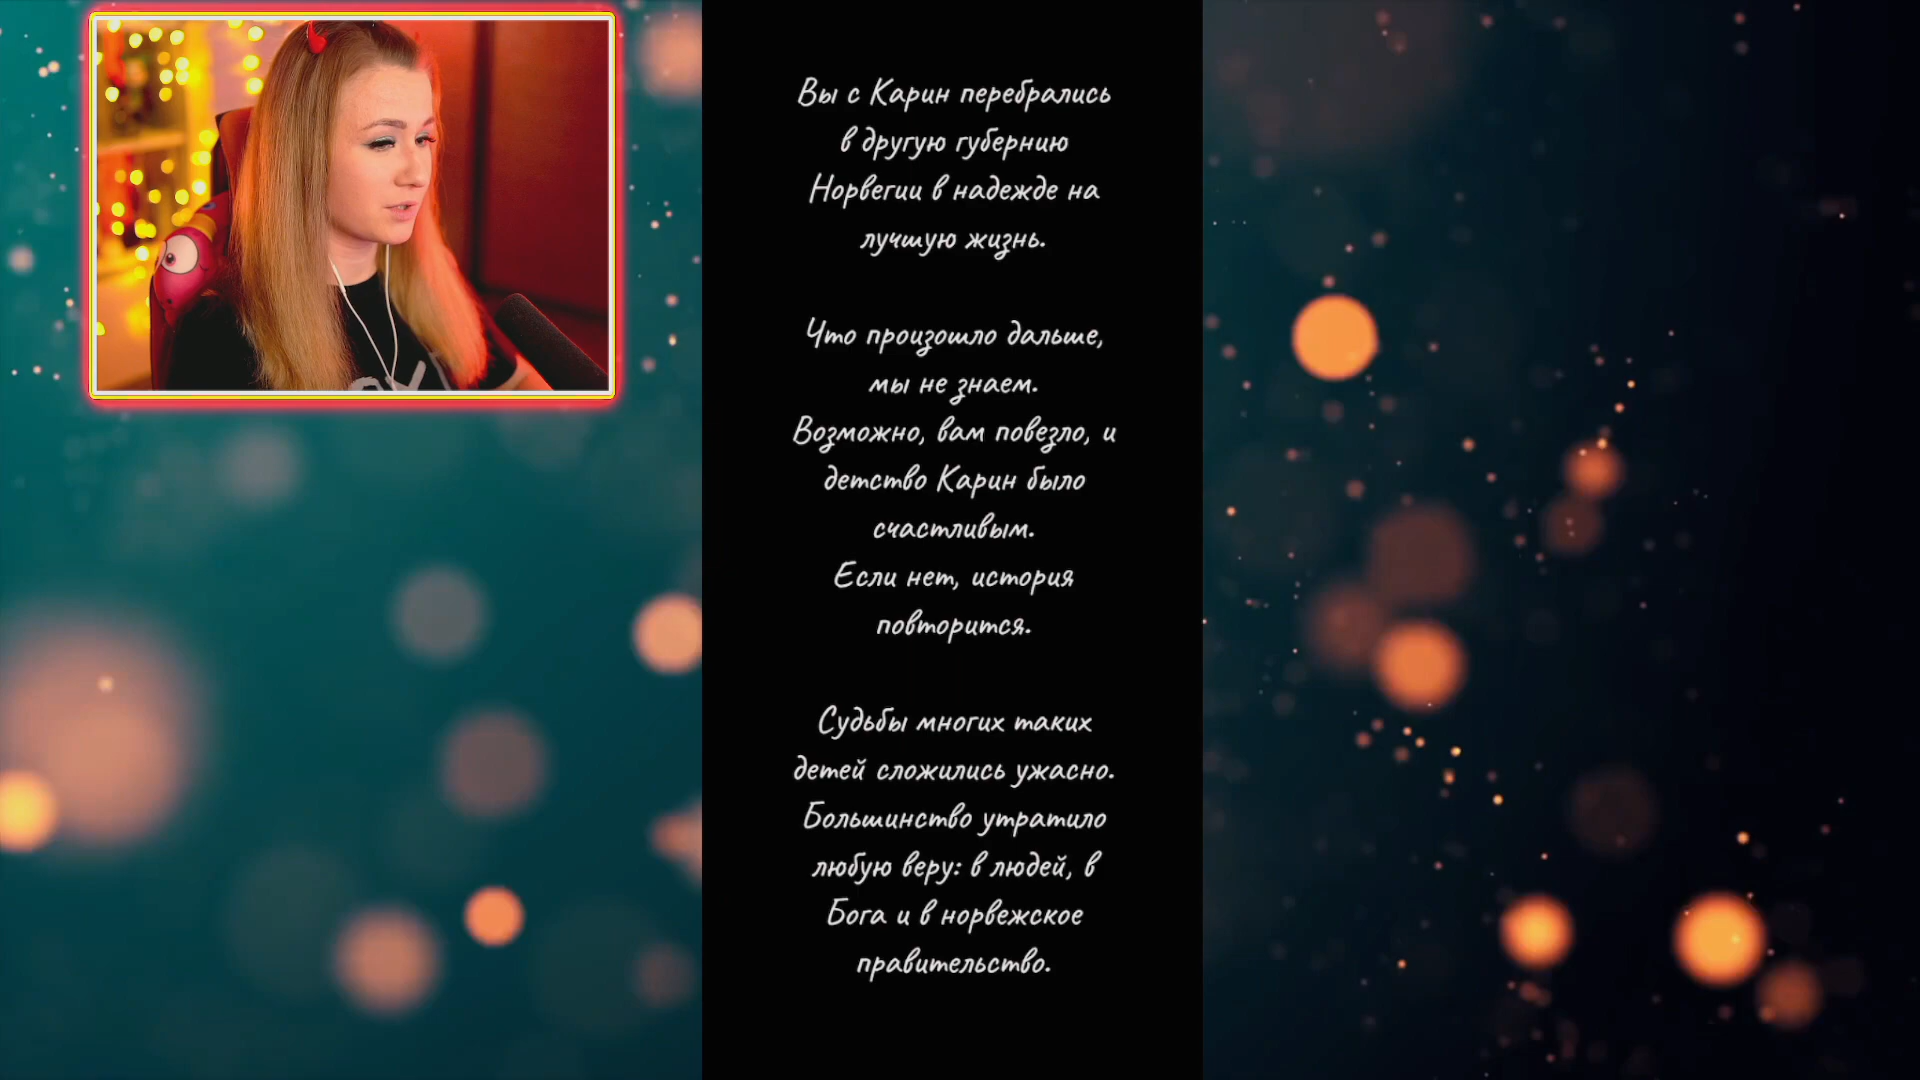 Вы с Карин перебрались
в другую губернию
Норвегии в надежде на
лучшую жизнь.
Что произошло дальше,
мы не знаем.
Возможно, вам повезло, и
детство Карин было
счастливым.
Если нет, история
повторится.
Судьбы многих таких
детей сложились ужасно.
Большинство утратило
любую веру: в людей, в
Бога и в норвежское
правительство.